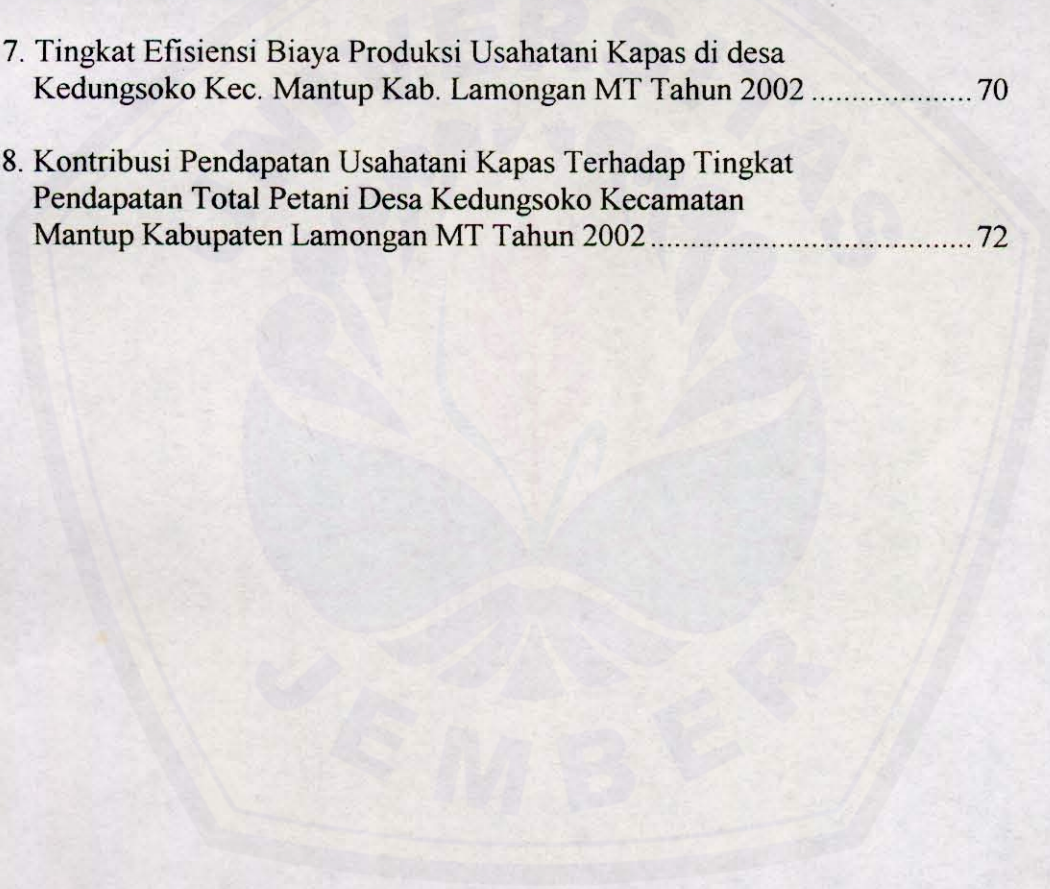 7. Tingkat Efisiensi Biaya Produksi Usahatani Kapas di desa
Kedungsoko Kec. Mantup Kab. Lamongan MT Tahun 2002 .................... 70
8. Kontribusi Pendapatan Usahatani Kapas Terhadap Tingkat
Pendapatan Total Petani Desa Kedungsoko Kecamatan
Mantup Kabupaten Lamongan MT Tahun 2002 ....................................... 72
UNIVERSITAS
JEMBER